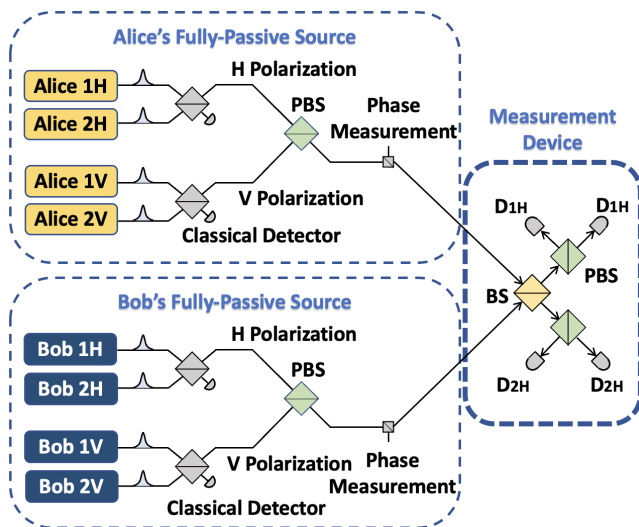 Alice's Fully-Passive Source
H Polarization
Alice 1H
Alice 2H
PBS
Phase
Measurement
Alice 1V
Alice 2V
V Polarization
Classical Detector
Measurement
Device
D1H
D1H
BS
PBS
D2H
D2H
Bob's Fully-Passive Source
H Polarization
Bob 1H
Bob 2H
PBS
Bob 1V
Bob 2V
V Polarization
Phase
Measurement
Classical Detector